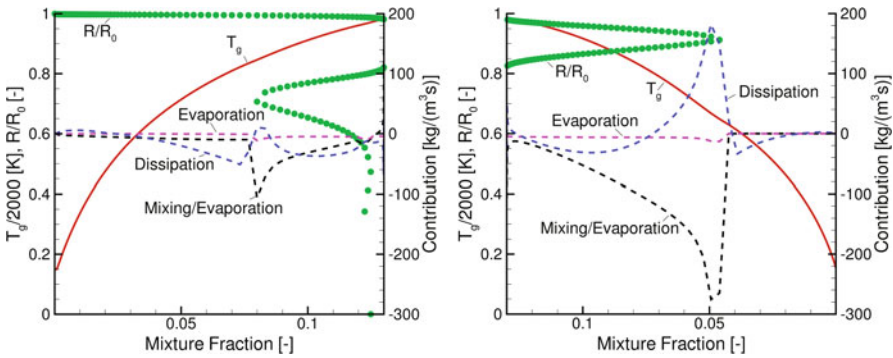 1
0.8
0.6
0.4
0.2
0
T_g/2000 [K], R/R_0 [-]
R/R_0
T_g
Evaporation
Dissipation
Mixing/Evaporation
200
100
0
-100
-200
-300
Contribution [kg/(m³s)]
0.05
0.1
Mixture Fraction [-]
1
0.8
0.6
0.4
0.2
0
T_g/2000 [K], R/R_0 [-]
R/R_0
T_g
Dissipation
Evaporation
Mixing/Evaporation
200
100
0
-100
-200
-300
Contribution [kg/(m³s)]
0.1
0.05
Mixture Fraction [-]